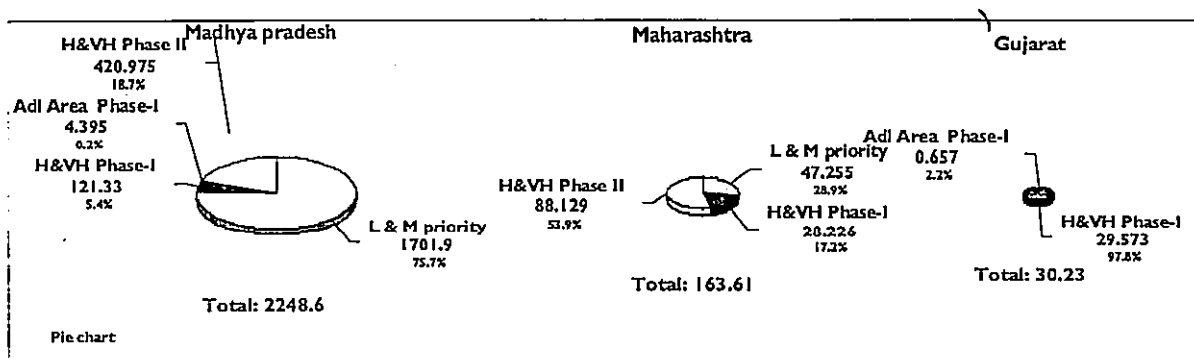 Madhya pradesh
H&VH Phase II
420.975
18.7%
Adl Area Phase-I
4.395
0.2%
H&VH Phase-I
121.33
5.4%
L & M priority
1701.9
75.7%
Total: 2248.6
Maharashtra
H&VH Phase II
88.129
53.9%
L & M priority
47.255
28.9%
H&VH Phase-I
28.226
17.2%
Total: 163.61
Gujarat
Adl Area Phase-I
0.657
2.2%
H&VH Phase-I
29.573
97.8%
Total: 30.23
Pie chart